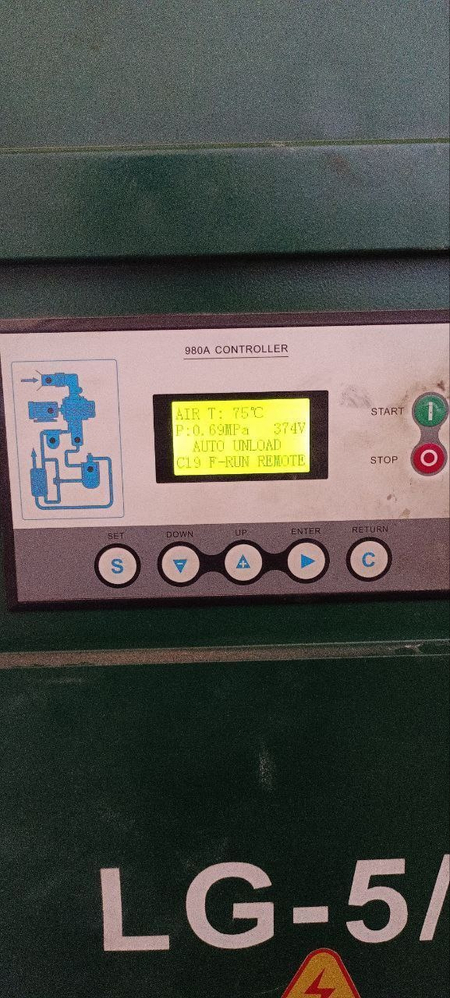 980A CONTROLLER
AIR T: 75℃
P:0.69MPa 374V
AUTO UNLOAD
C19 F-RUN REMOTE
START
STOP
SET
DOWN
UP
ENTER
RETURN
S
C
LG-5/